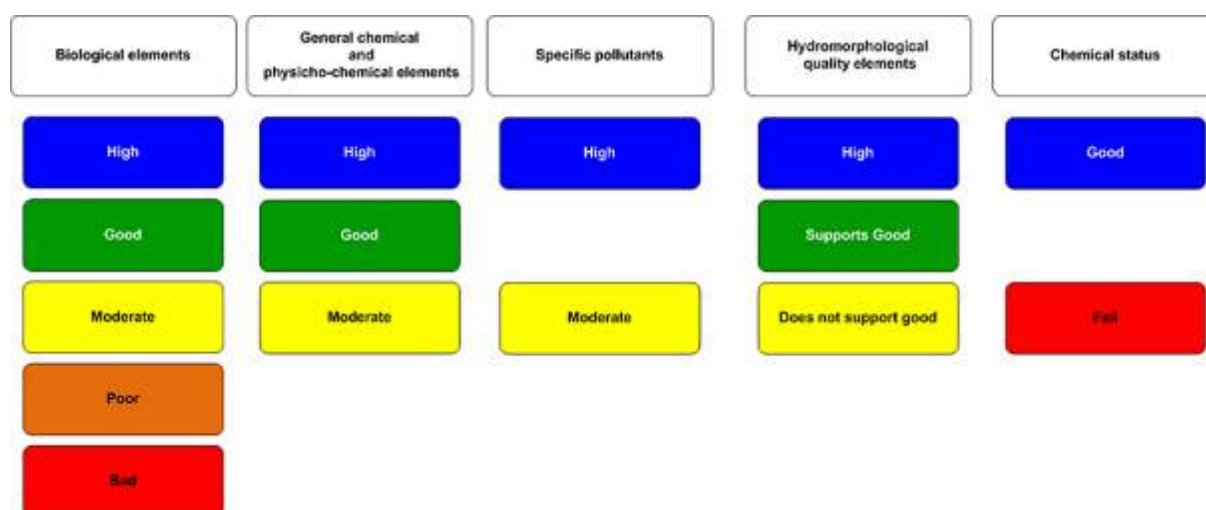 Biological elements
General chemical
and
physicho-chemical elements
Specific pollutants
Hydromorphological
quality elements
Chemical status
High
High
High
High
Good
Good
Good
Supports Good
Moderate
Moderate
Moderate
Does not support good
Fail
Poor
Bad